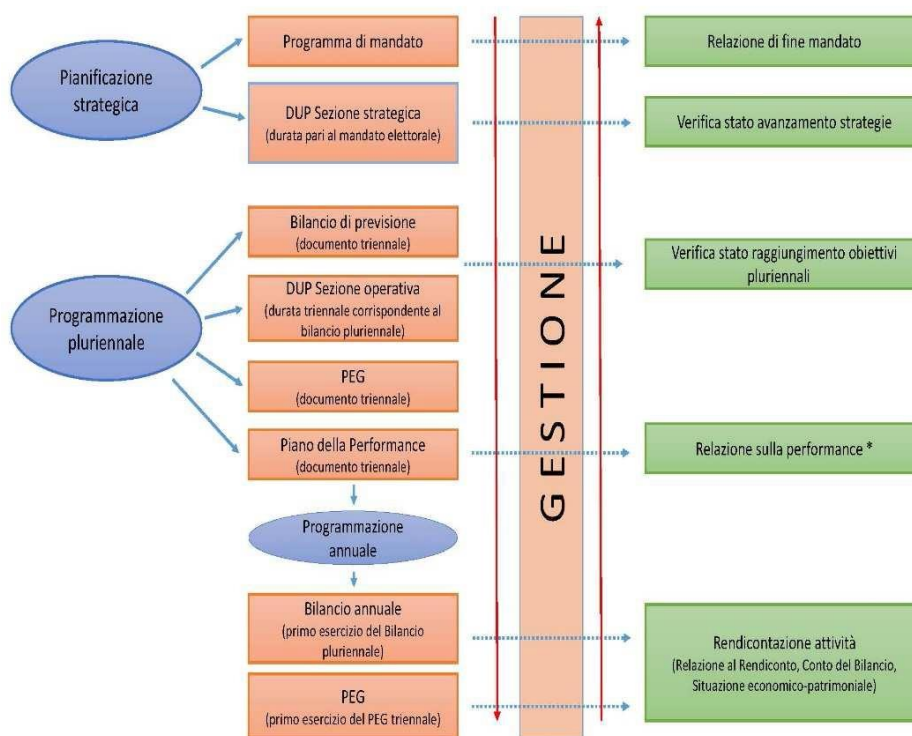 Pianificazione
strategica
Programma di mandato
Relazione di fine mandato
DUP Sezione strategica
(durata pari al mandato elettorale)
Verifica stato avanzamento strategie
Programmazione
pluriennale
Bilancio di previsione
(documento triennale)
Verifica stato raggiungimento obiettivi
pluriennali
DUP Sezione operativa
(durata triennale corrispondente al
bilancio pluriennale)
PEG
(documento triennale)
Piano della Performance
(documento triennale)
Relazione sulla performance *
GESTIONE
Programmazione
annuale
Bilancio annuale
(primo esercizio del Bilancio
pluriennale)
PEG
(primo esercizio del PEG triennale)
Rendicontazione attività
(Relazione al Rendiconto, Conto del Bilancio,
Situazione economico-patrimoniale)